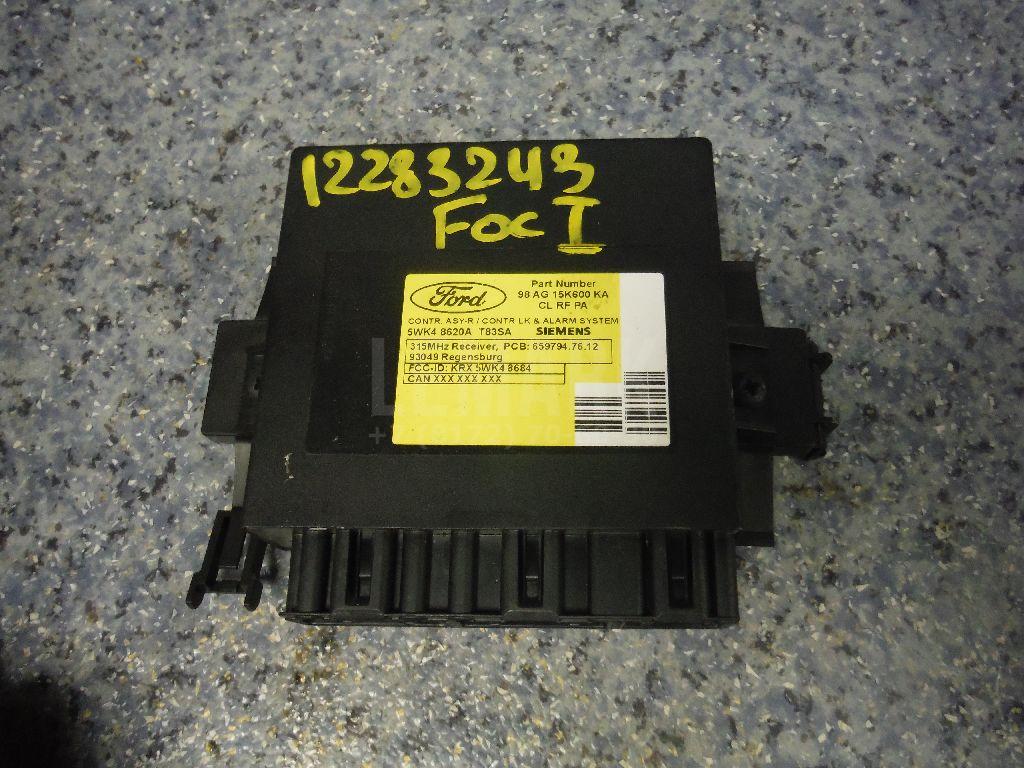 12283243
Foc I
Ford
Part Number
98 AG 15K600 KA
CL RF PA
CONTR. ASY-R / CONTR LK & ALARM SYSTEM
5WK4 8620A T83SA SIEMENS
315MHz Receiver, PCB: 659794.76.12
93049 Regensburg
FCC-ID: KRX 5WK4 8684
CAN XXX XXX XXX